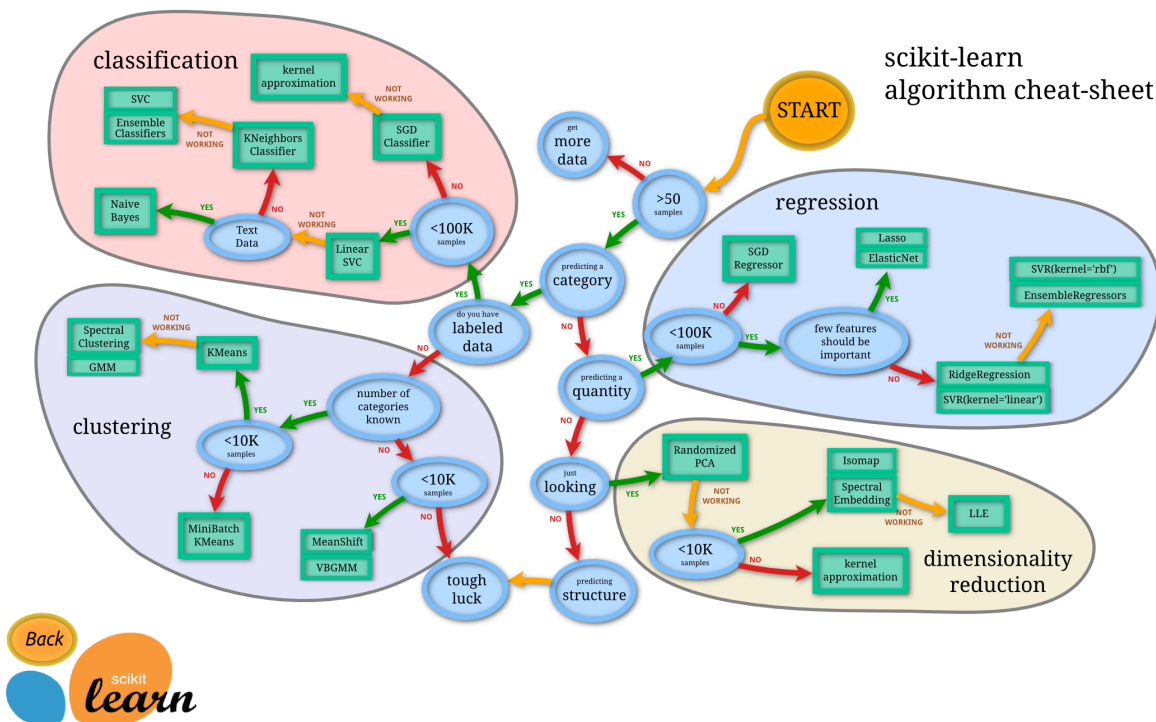 scikit-learn
algorithm cheat-sheet
START
classification
kernel
approximation
NOT
WORKING
SVC
Ensemble
Classifiers
NOT
WORKING
KNeighbors
Classifier
SGD
Classifier
NO
Naive
Bayes
YES
Text
Data
NO
NOT
WORKING
Linear
SVC
YES
<100K
samples
YES
get
more
data
NO
>50
samples
YES
predicting a
category
YES
do you have
labeled
data
NO
NO
predicting a
quantity
YES
NO
just
looking
YES
NO
predicting
structure
tough
luck
regression
SGD
Regressor
NO
<100K
samples
YES
Lasso
ElasticNet
YES
few features
should be
important
NO
SVR(kernel='rbf')
EnsembleRegressors
NOT
WORKING
RidgeRegression
SVR(kernel='linear')
clustering
Spectral
Clustering
GMM
NOT
WORKING
KMeans
YES
number of
categories
known
YES
NO
<10K
samples
NO
MiniBatch
KMeans
<10K
samples
YES
NO
MeanShift
VBGMM
dimensionality
reduction
Randomized
PCA
NOT
WORKING
<10K
samples
YES
NO
Isomap
Spectral
Embedding
NOT
WORKING
LLE
kernel
approximation
Back
scikit
learn